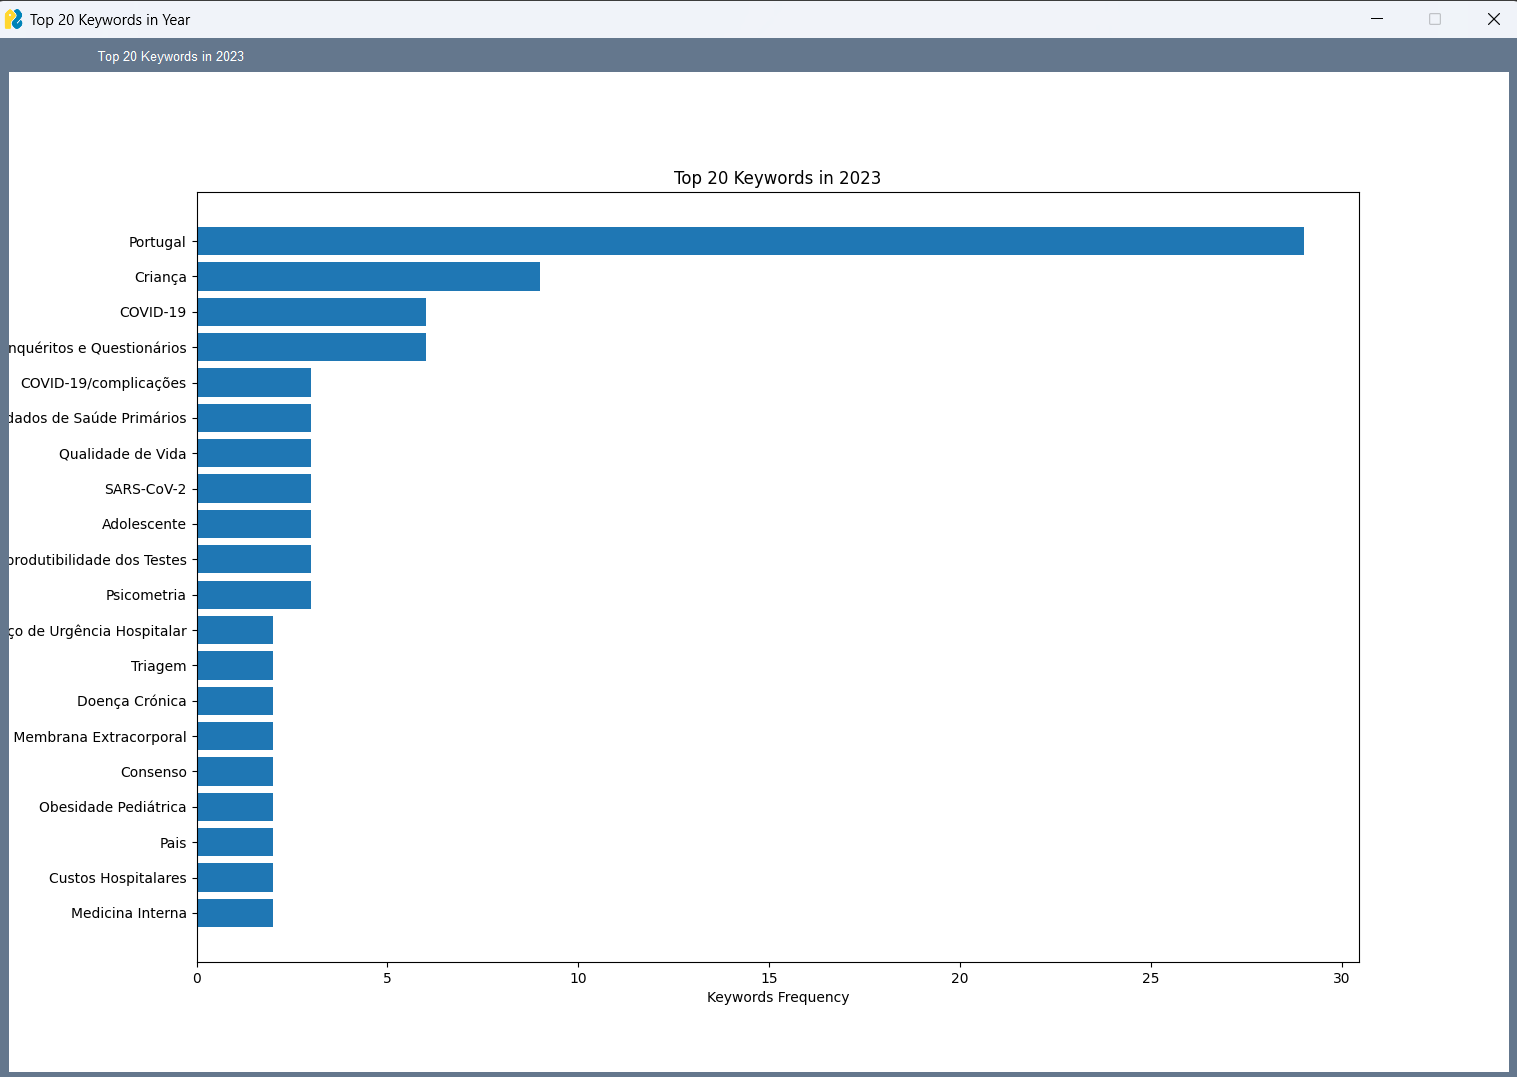 Top 20 Keywords in Year
Top 20 Keywords in 2023
Top 20 Keywords in 2023
Portugal
Criança
COVID-19
nquéritos e Questionários
COVID-19/complicações
dados de Saúde Primários
Qualidade de Vida
SARS-CoV-2
Adolescente
produtibilidade dos Testes
Psicometria
ço de Urgência Hospitalar
Triagem
Doença Crónica
Membrana Extracorporal
Consenso
Obesidade Pediátrica
Pais
Custos Hospitalares
Medicina Interna
0 5 10 15 20 25 30
Keywords Frequency